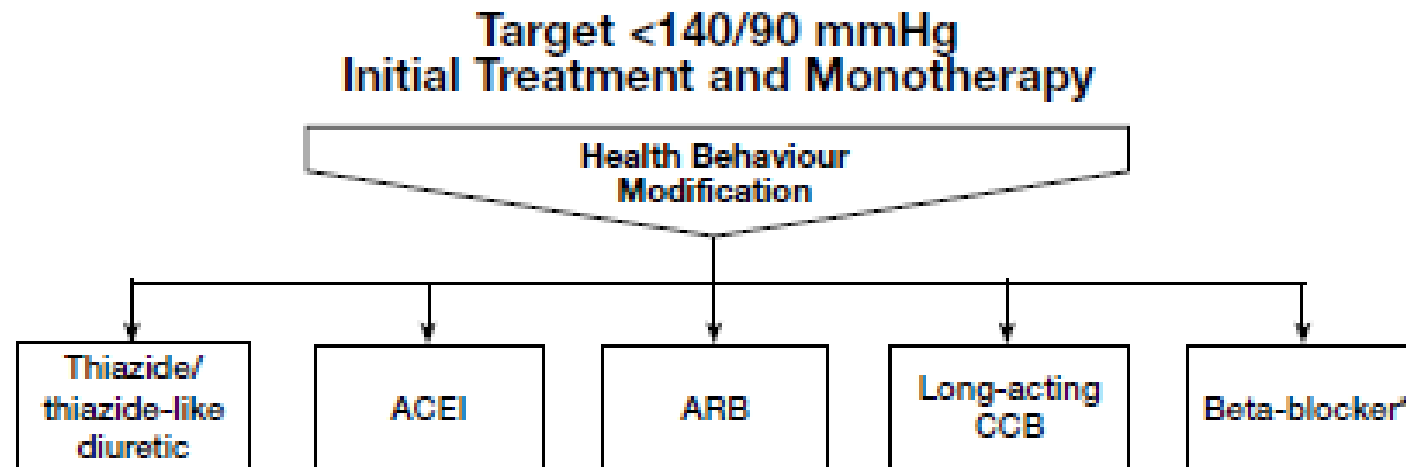 Target <140/90 mmHg
Initial Treatment and Monotherapy
Health Behaviour
Modification
Thiazide/
thiazide-like
diuretic
ACEI
ARB
Long-acting
CCB
Beta-blocker*